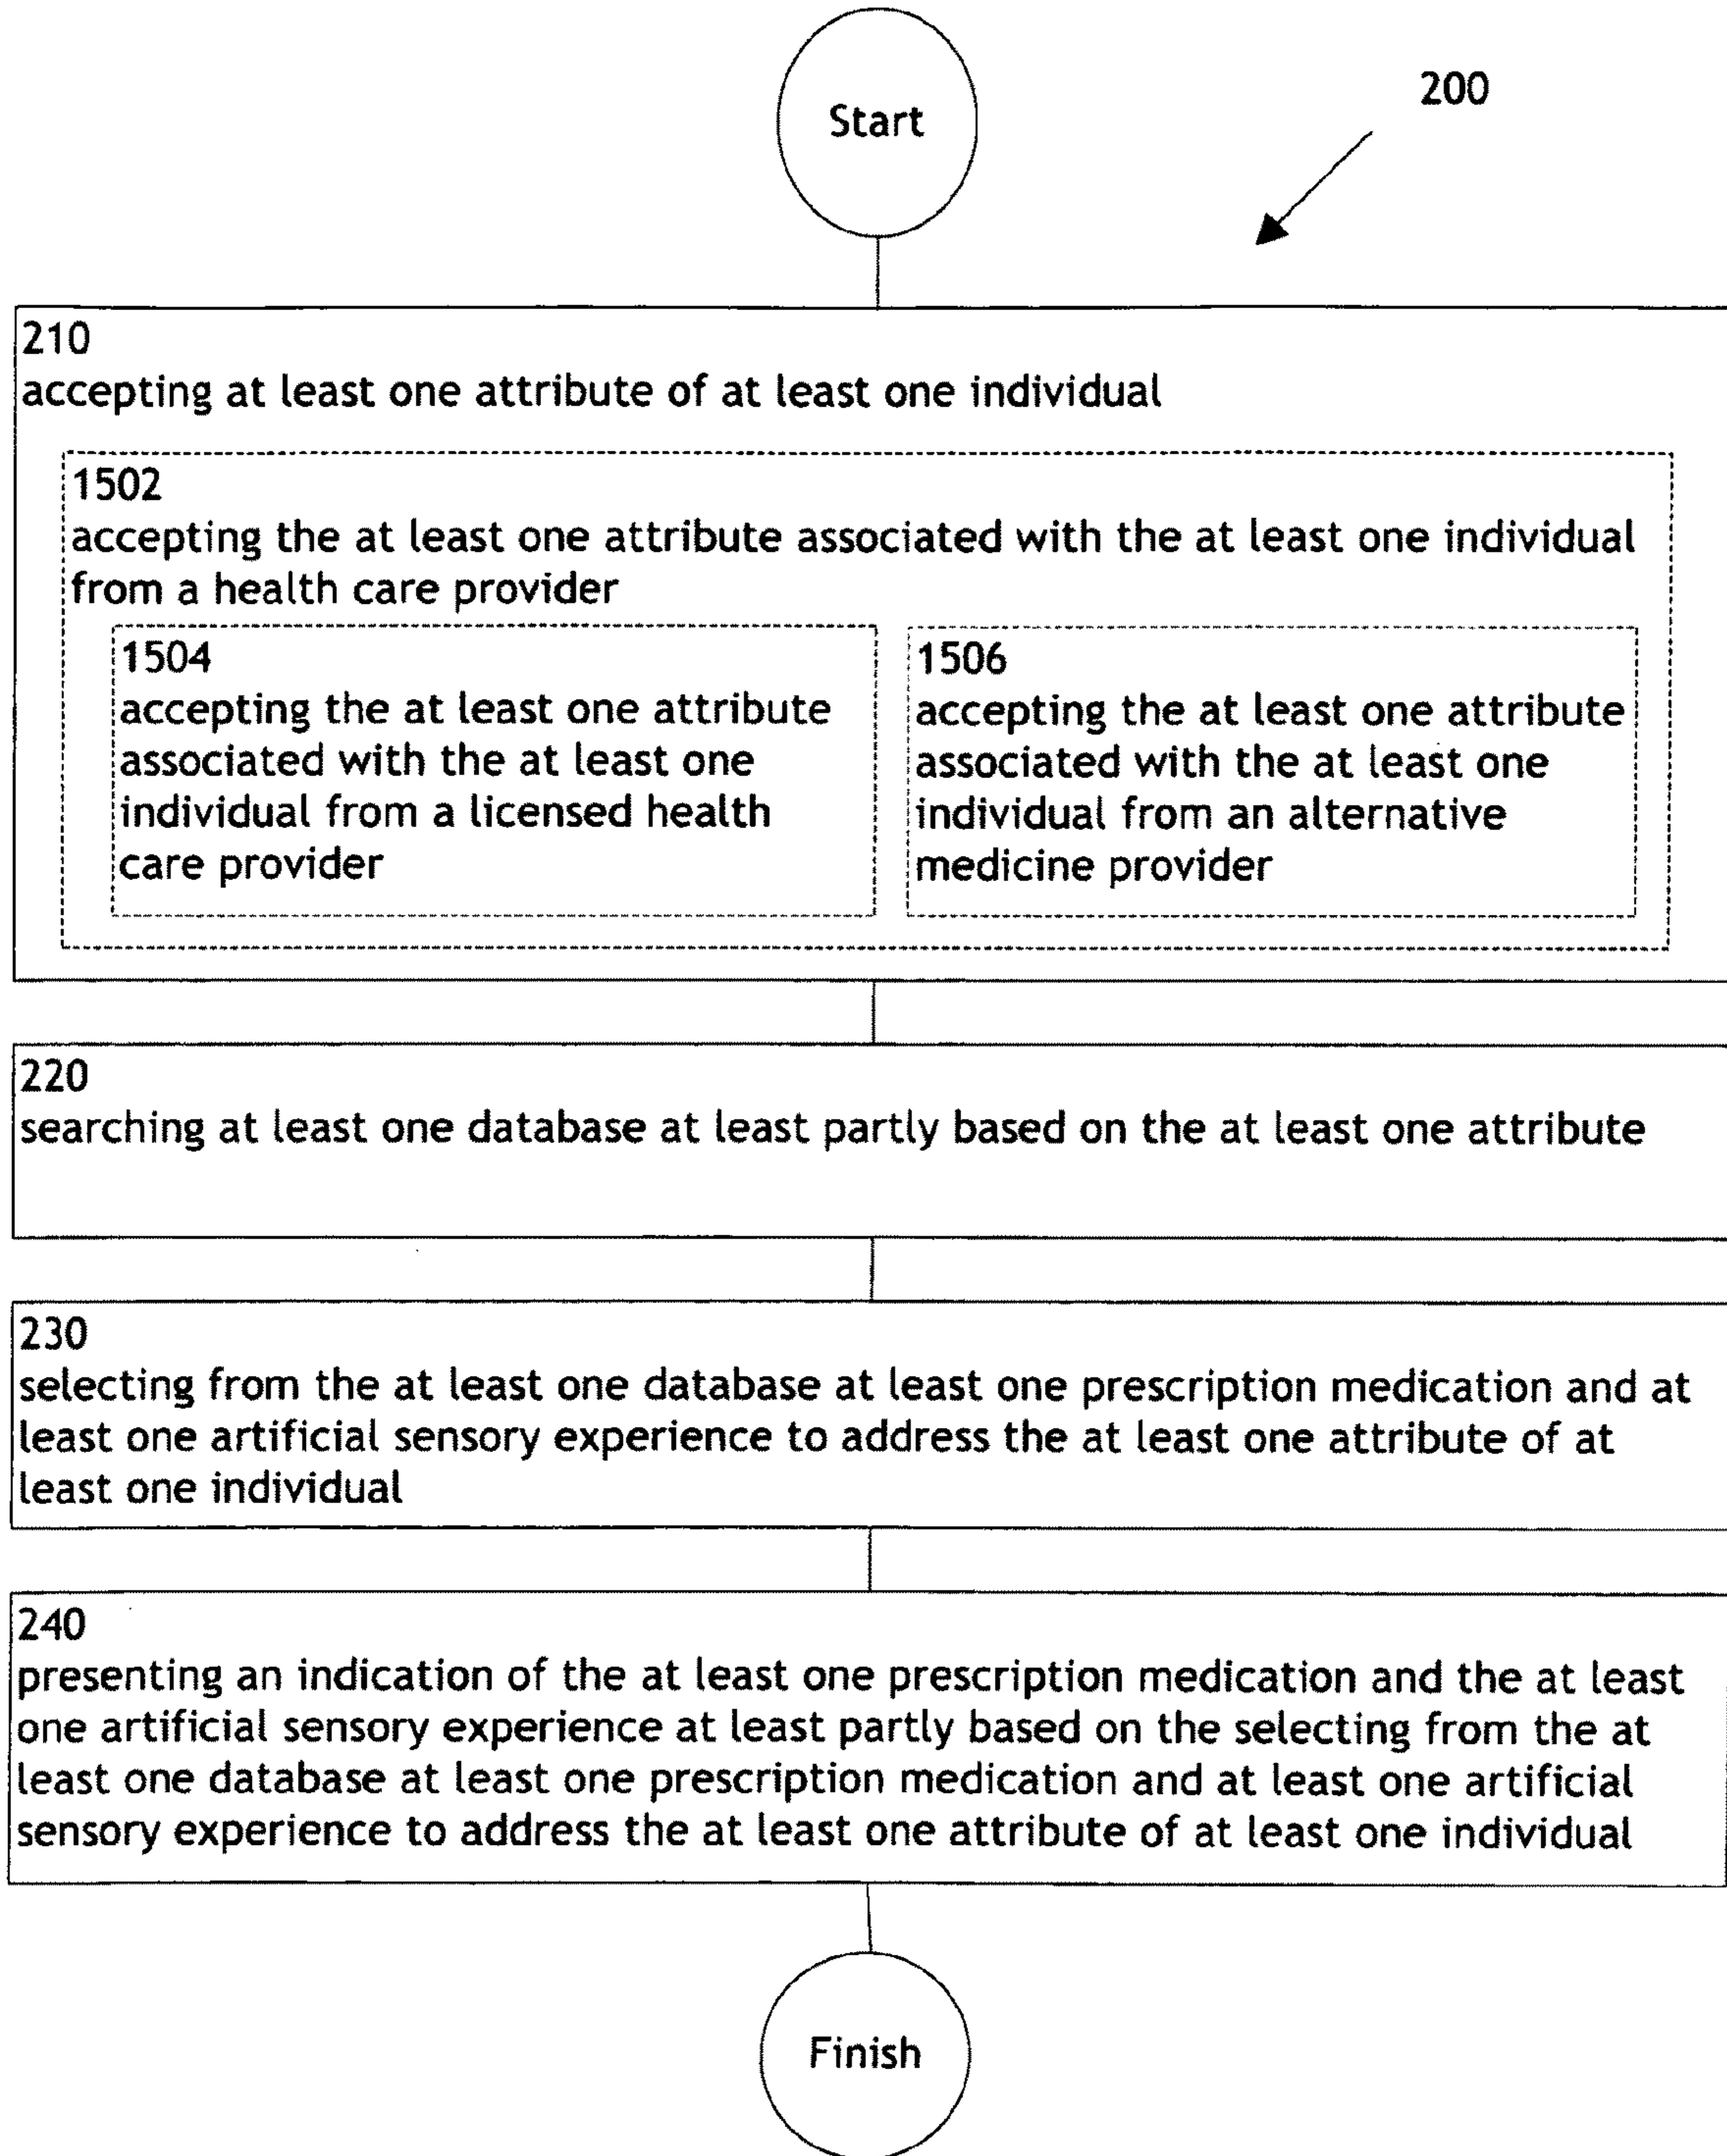 Start
200
210
accepting at least one attribute of at least one individual
1502
accepting the at least one attribute associated with the at least one individual
from a health care provider
1504
accepting the at least one attribute
associated with the at least one
individual from a licensed health
care provider
1506
accepting the at least one attribute
associated with the at least one
individual from an alternative
medicine provider
220
searching at least one database at least partly based on the at least one attribute
230
selecting from the at least one database at least one prescription medication and at
least one artificial sensory experience to address the at least one attribute of at
least one individual
240
presenting an indication of the at least one prescription medication and the at least
one artificial sensory experience at least partly based on the selecting from the at
least one database at least one prescription medication and at least one artificial
sensory experience to address the at least one attribute of at least one individual
Finish